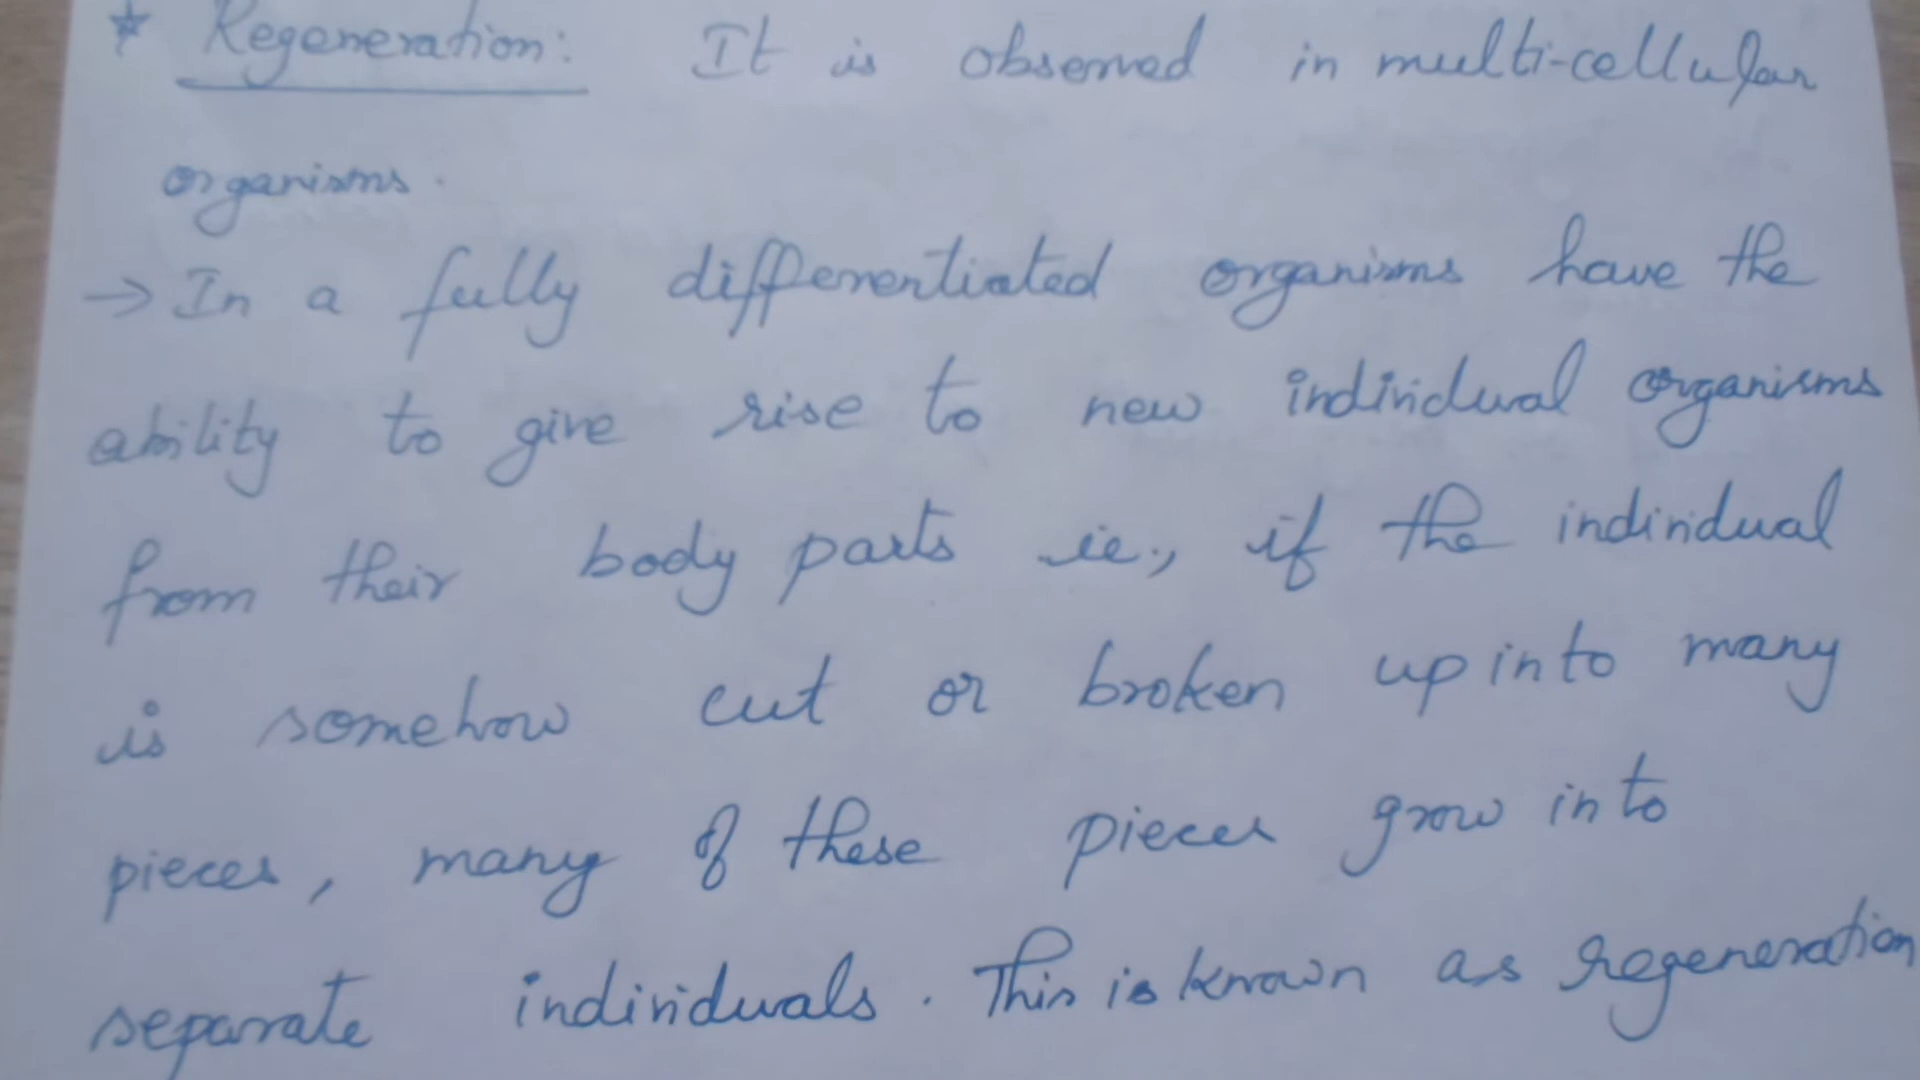 ★ Regeneration: It is observed in multi-cellular
organisms.
→ In a fully differentiated organisms have the
ability to give rise to new individual organisms
from their body parts ie., if the individual
is somehow cut or broken up into many
pieces, many of these pieces grow into
separate individuals. This is known as regeneration